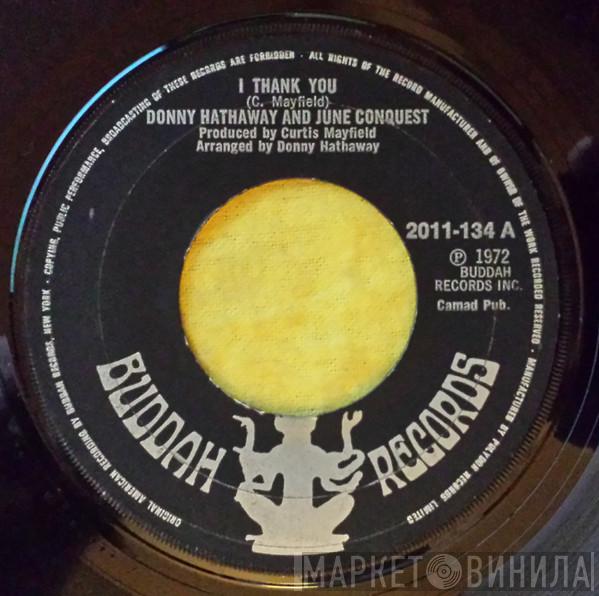 I THANK YOU
(C. Mayfield)
DONNY HATHAWAY AND JUNE CONQUEST
Produced by Curtis Mayfield
Arranged by Donny Hathaway
2011-134 A
Ⓟ 1972
BUDDAH
RECORDS INC.
Camad Pub.
BUDDAH RECORDS
ORIGINAL AMERICAN RECORDING BY BUDDAH RECORDS, NEW YORK · COPYING, PUBLIC PERFORMANCE, BROADCASTING OF THESE RECORDS ARE FORBIDDEN · ALL RIGHTS OF THE RECORD MANUFACTURER AND OF OWNER OF THE WORK RECORDED RESERVED · MANUFACTURED BY POLYDOR RECORDS LIMITED
МАРКЕТ ВИНИЛА